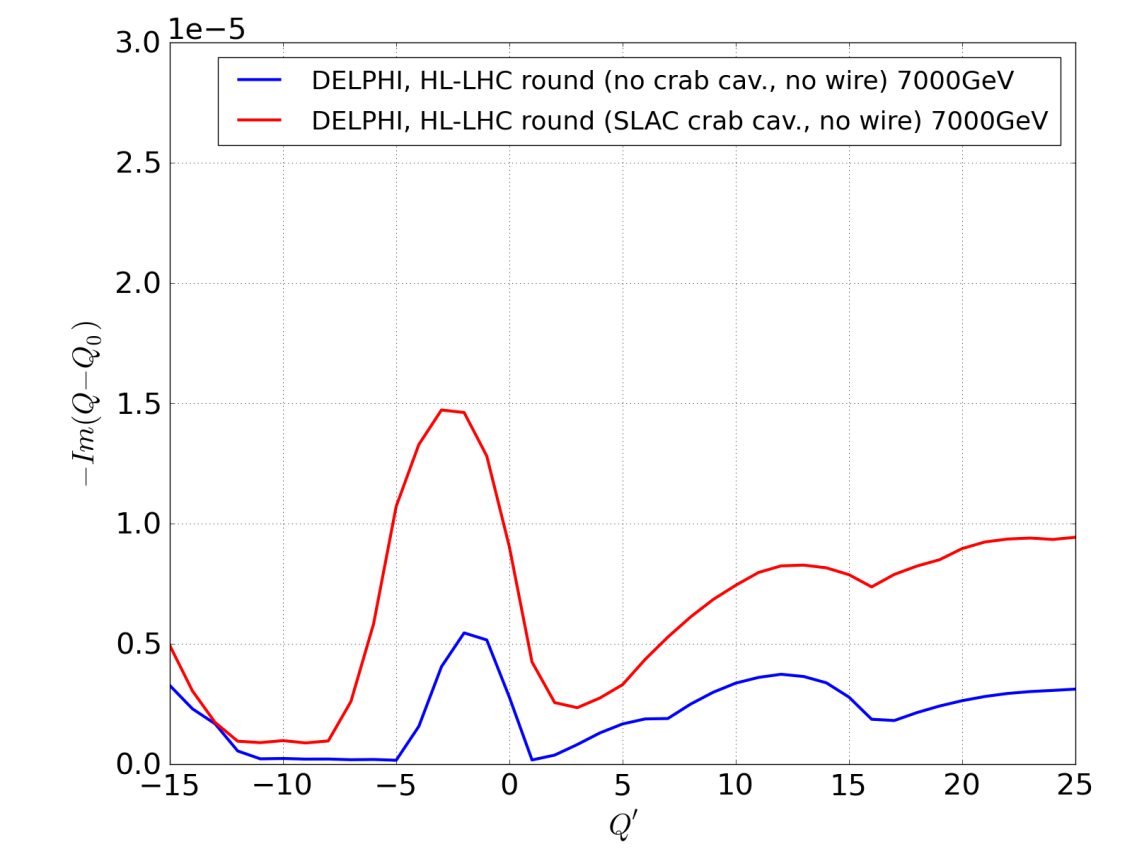 1e−5
3.0
2.5
2.0
1.5
1.0
0.5
0.0
−Im(Q−Q₀)
DELPHI, HL-LHC round (no crab cav., no wire) 7000GeV
DELPHI, HL-LHC round (SLAC crab cav., no wire) 7000GeV
−15 −10 −5 0 5 10 15 20 25
Q′